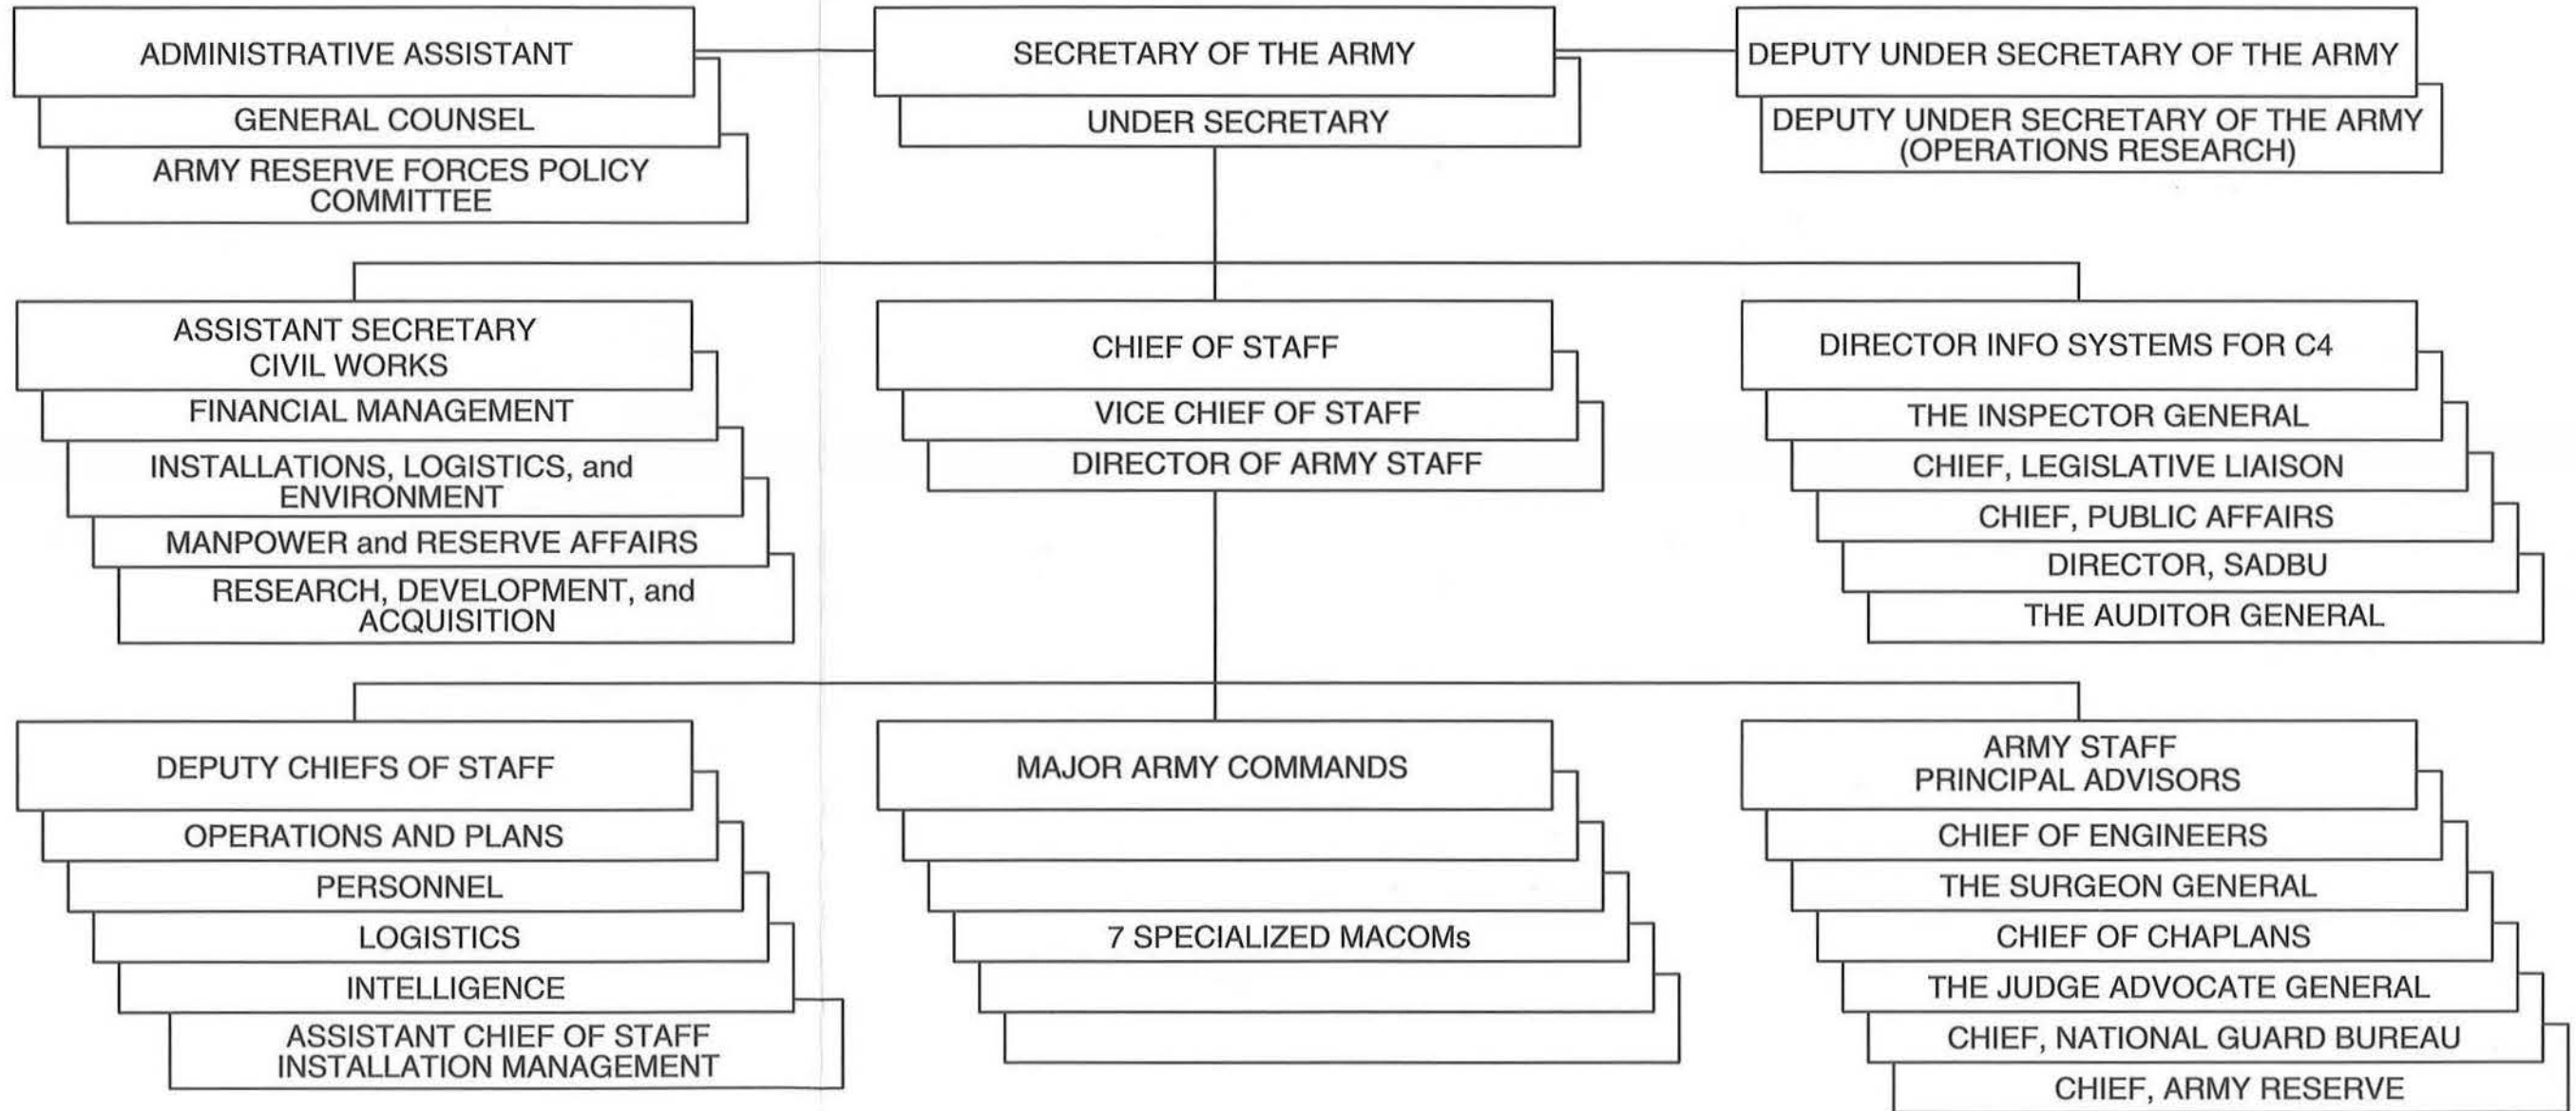 ADMINISTRATIVE ASSISTANT
GENERAL COUNSEL
ARMY RESERVE FORCES POLICY
COMMITTEE
SECRETARY OF THE ARMY
UNDER SECRETARY
DEPUTY UNDER SECRETARY OF THE ARMY
DEPUTY UNDER SECRETARY OF THE ARMY
(OPERATIONS RESEARCH)
ASSISTANT SECRETARY
CIVIL WORKS
FINANCIAL MANAGEMENT
INSTALLATIONS, LOGISTICS, and
ENVIRONMENT
MANPOWER and RESERVE AFFAIRS
RESEARCH, DEVELOPMENT, and
ACQUISITION
CHIEF OF STAFF
VICE CHIEF OF STAFF
DIRECTOR OF ARMY STAFF
DIRECTOR INFO SYSTEMS FOR C4
THE INSPECTOR GENERAL
CHIEF, LEGISLATIVE LIAISON
CHIEF, PUBLIC AFFAIRS
DIRECTOR, SADBU
THE AUDITOR GENERAL
DEPUTY CHIEFS OF STAFF
OPERATIONS AND PLANS
PERSONNEL
LOGISTICS
INTELLIGENCE
ASSISTANT CHIEF OF STAFF
INSTALLATION MANAGEMENT
MAJOR ARMY COMMANDS
7 SPECIALIZED MACOMs
ARMY STAFF
PRINCIPAL ADVISORS
CHIEF OF ENGINEERS
THE SURGEON GENERAL
CHIEF OF CHAPLANS
THE JUDGE ADVOCATE GENERAL
CHIEF, NATIONAL GUARD BUREAU
CHIEF, ARMY RESERVE